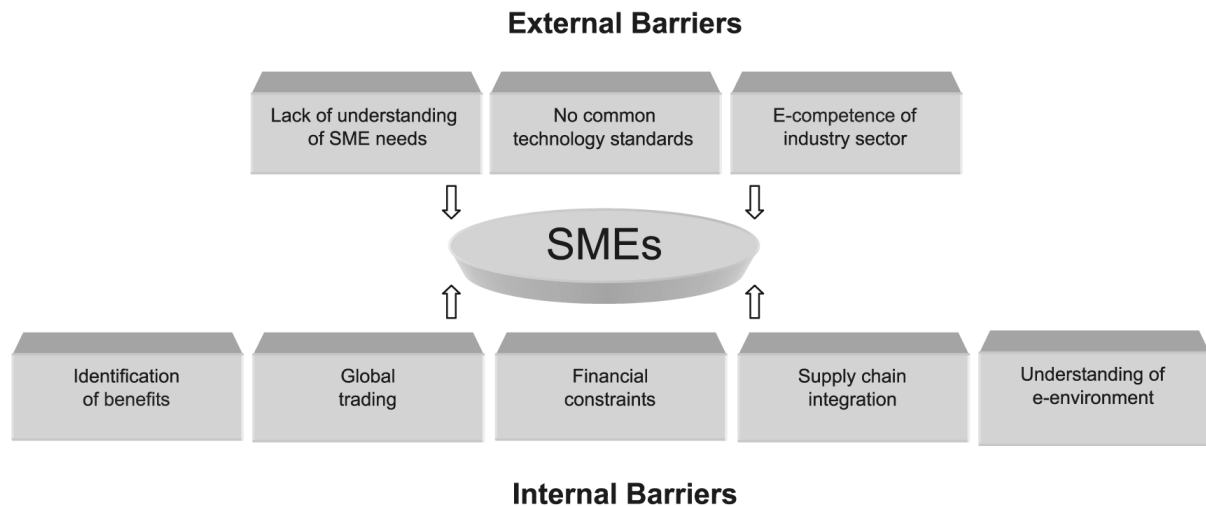 External Barriers
Lack of understanding
of SME needs
No common
technology standards
E-competence of
industry sector
SMEs
Identification
of benefits
Global
trading
Financial
constraints
Supply chain
integration
Understanding of
e-environment
Internal Barriers